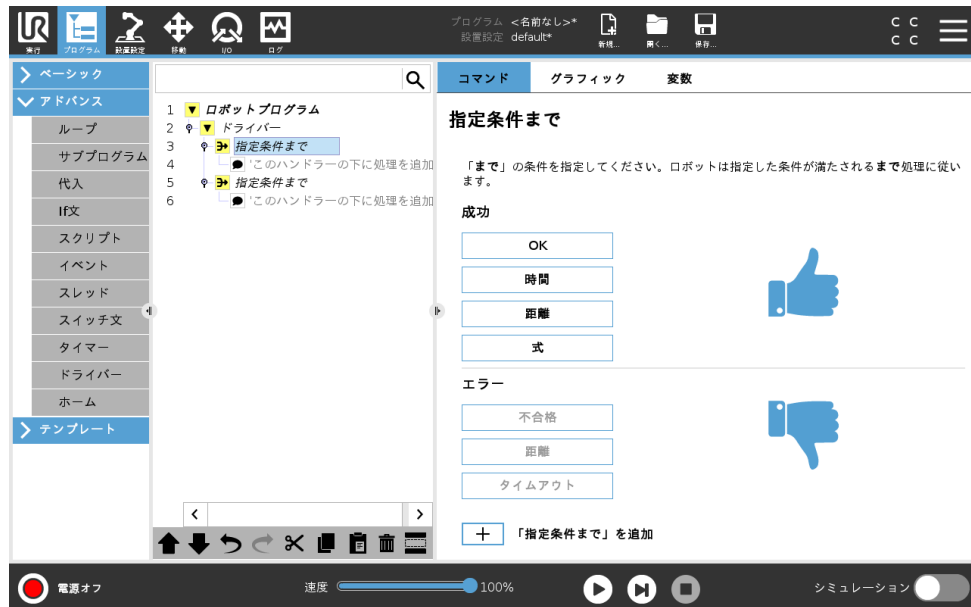 UR
実行
プログラム
設置設定
移動
I/O
ログ
プログラム <名前なし>*
設置設定 default*
新規...
開く...
保存...
C C
C C
ベーシック
アドバンス
ループ
サブプログラム
代入
If文
スクリプト
イベント
スレッド
スイッチ文
タイマー
ドライバー
ホーム
テンプレート
1 ロボットプログラム
2 ドライバー
3 指定条件まで
4 'このハンドラーの下に処理を追加
5 指定条件まで
6 'このハンドラーの下に処理を追加
コマンド グラフィック 変数
指定条件まで
「まで」の条件を指定してください。ロボットは指定した条件が満たされるまで処理に従い
ます。
成功
OK
時間
距離
式
エラー
不合格
距離
タイムアウト
「指定条件まで」を追加
電源オフ
速度 100%
シミュレーション